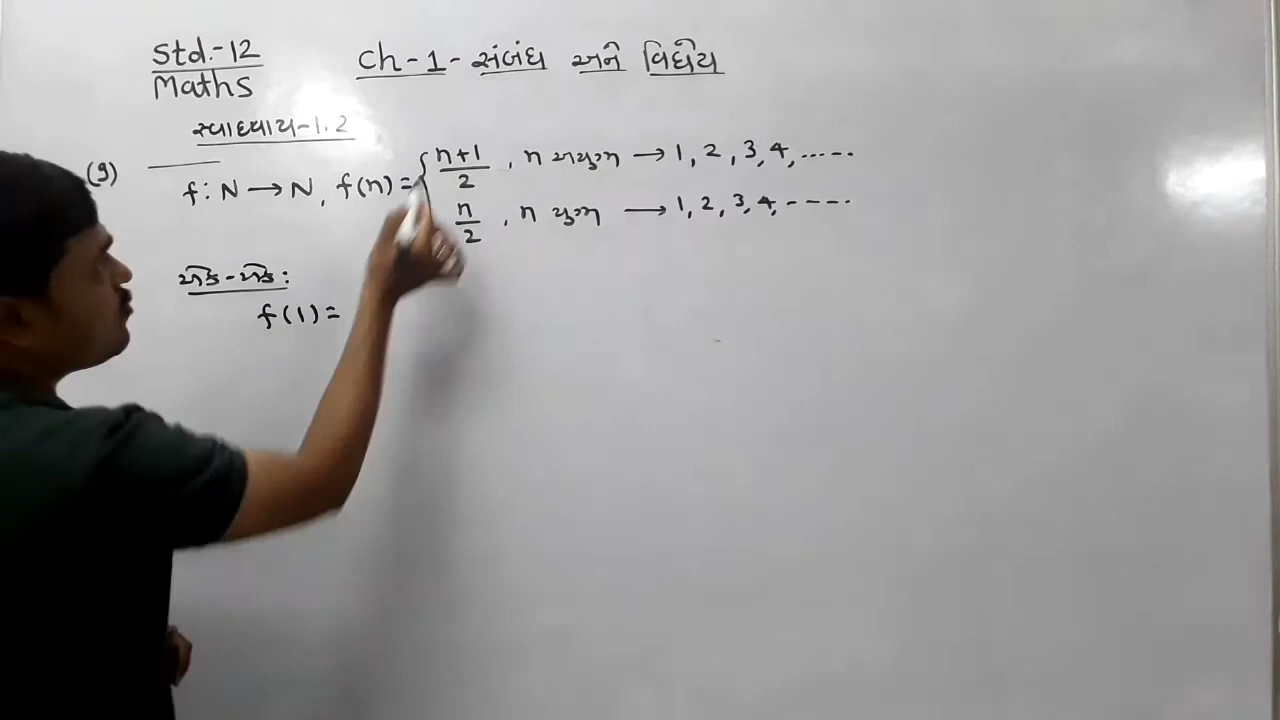 Std.-12 Ch-1- સંબંધ અને વિધેય
Maths
સ્વાધ્યાય-1.2
(9) f: N → N, f(n) = { n+1/2 , n અયુગ્મ → 1, 2, 3, 4, .....
n/2 , n યુગ્મ → 1, 2, 3, 4, -----
એક-એક:
f(1) =